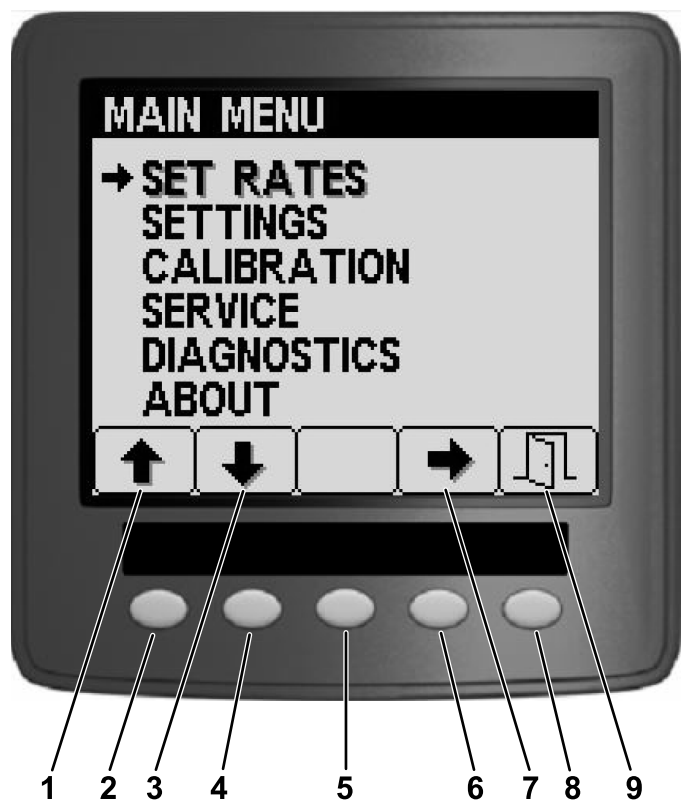 MAIN MENU
SET RATES
SETTINGS
CALIBRATION
SERVICE
DIAGNOSTICS
ABOUT
1 2 3 4 5 6 7 8 9